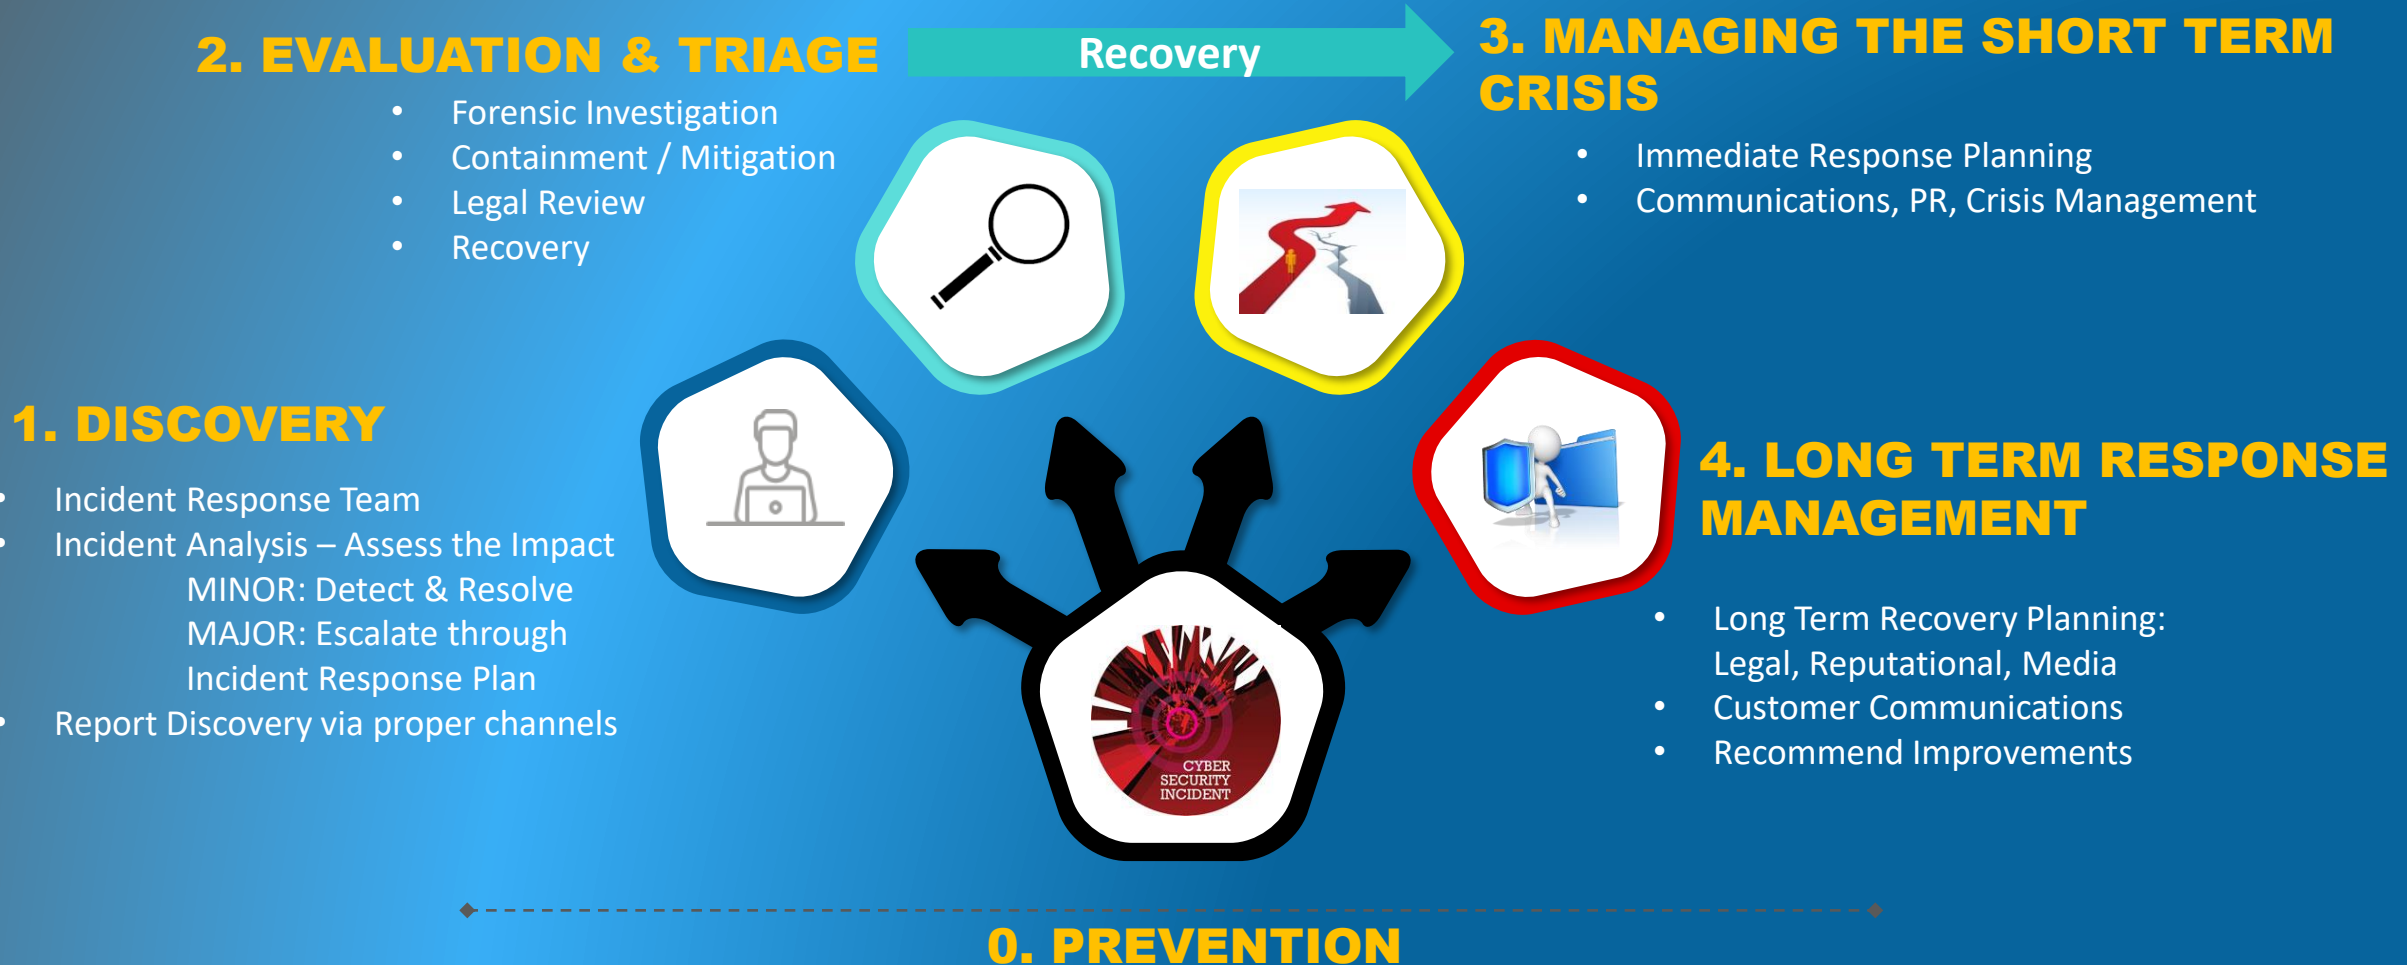 2. EVALUATION & TRIAGE
• Forensic Investigation
• Containment / Mitigation
• Legal Review
• Recovery
Recovery
3. MANAGING THE SHORT TERM
CRISIS
• Immediate Response Planning
• Communications, PR, Crisis Management
1. DISCOVERY
• Incident Response Team
• Incident Analysis – Assess the Impact
MINOR: Detect & Resolve
MAJOR: Escalate through
Incident Response Plan
• Report Discovery via proper channels
4. LONG TERM RESPONSE
MANAGEMENT
• Long Term Recovery Planning:
Legal, Reputational, Media
• Customer Communications
• Recommend Improvements
CYBER
SECURITY
INCIDENT
0. PREVENTION